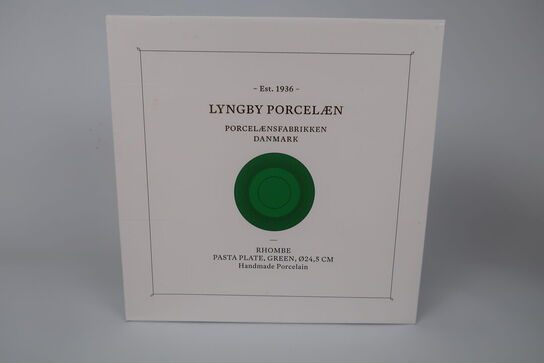 – Est. 1936 –
LYNGBY PORCELÆN
PORCELÆNSFABRIKKEN
DANMARK
—
RHOMBE
PASTA PLATE, GREEN, Ø24,5 CM
Handmade Porcelain